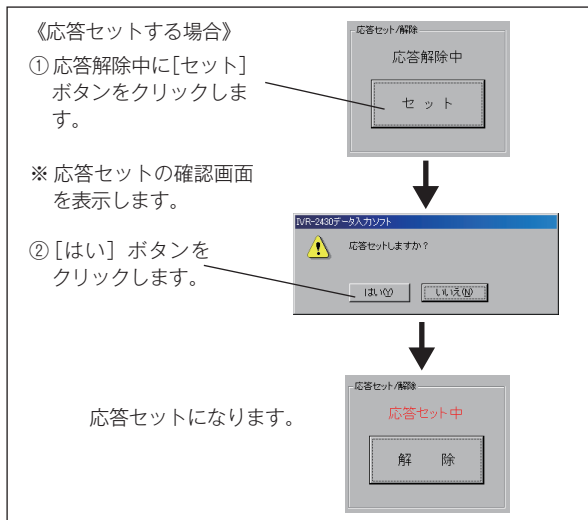 《応答セットする場合》
① 応答解除中に[セット]
ボタンをクリックしま
す。
応答セット/解除
応答解除中
セ ッ ト
※ 応答セットの確認画面
を表示します。
IVR-2430データ入力ソフト
応答セットしますか？
はい(Y)
いいえ(N)
② [はい] ボタンを
クリックします。
応答セットになります。
応答セット/解除
応答セット中
解 除